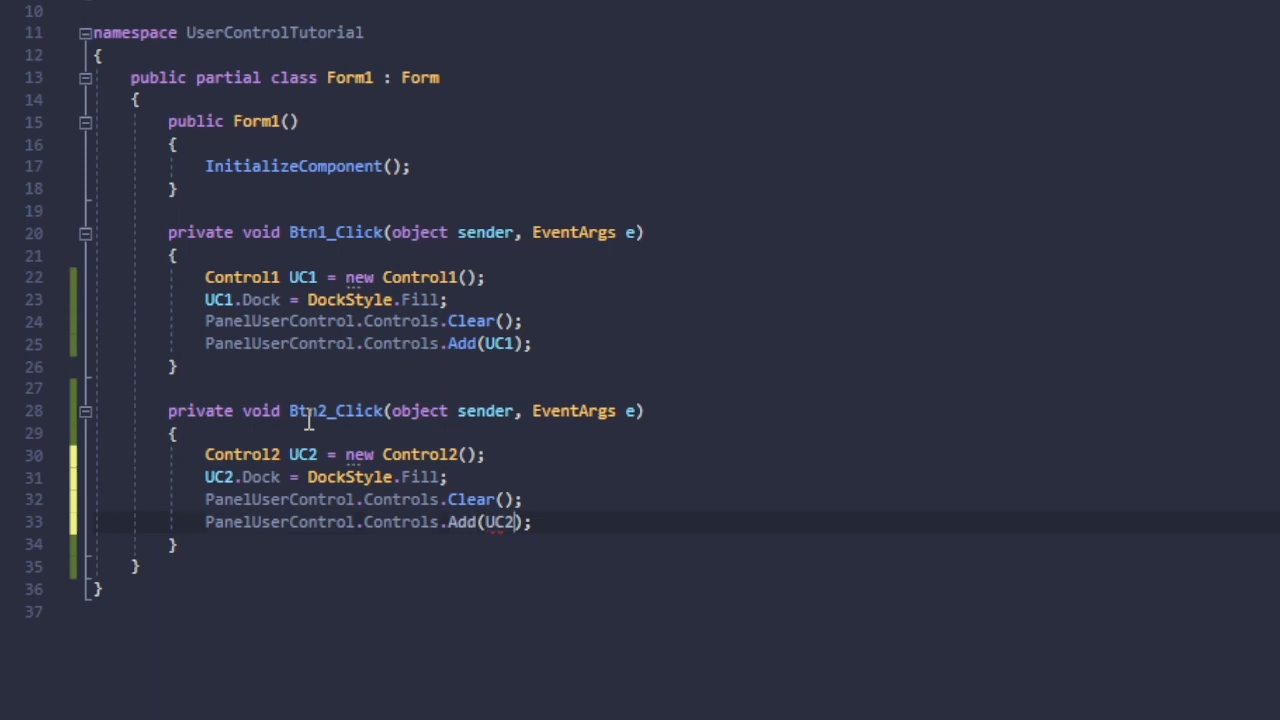 10
11 namespace UserControlTutorial
12 {
13 public partial class Form1 : Form
14 {
15 public Form1()
16 {
17 InitializeComponent();
18 }
19
20 private void Btn1_Click(object sender, EventArgs e)
21 {
22 Control1 UC1 = new Control1();
23 UC1.Dock = DockStyle.Fill;
24 PanelUserControl.Controls.Clear();
25 PanelUserControl.Controls.Add(UC1);
26 }
27
28 private void Btn2_Click(object sender, EventArgs e)
29 {
30 Control2 UC2 = new Control2();
31 UC2.Dock = DockStyle.Fill;
32 PanelUserControl.Controls.Clear();
33 PanelUserControl.Controls.Add(UC2);
34 }
35 }
36 }
37